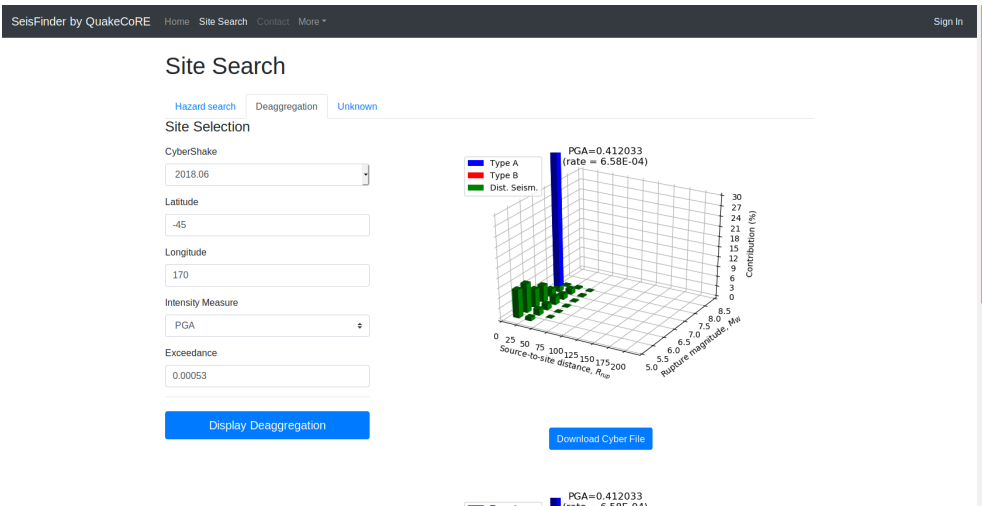 SeisFinder by QuakeCoRE Home Site Search Contact More Sign In
Site Search
Hazard search Deaggregation Unknown
Site Selection
CyberShake
2018.06
Latitude
-45
Longitude
170
Intensity Measure
PGA
Exceedance
0.00053
Display Deaggregation
PGA=0.412033
(rate = 6.58E-04)
Type A
Type B
Dist. Seism.
30
27
24
21
18
15
12
9
6
3
0
Contribution (%)
8.5
8.0
7.5
7.0
6.5
6.0
5.5
5.0
Rupture magnitude, Mw
0 25 50 75 100 125 150 175 200
Source-to-site distance, Rrup
Download Cyber File
PGA=0.412033